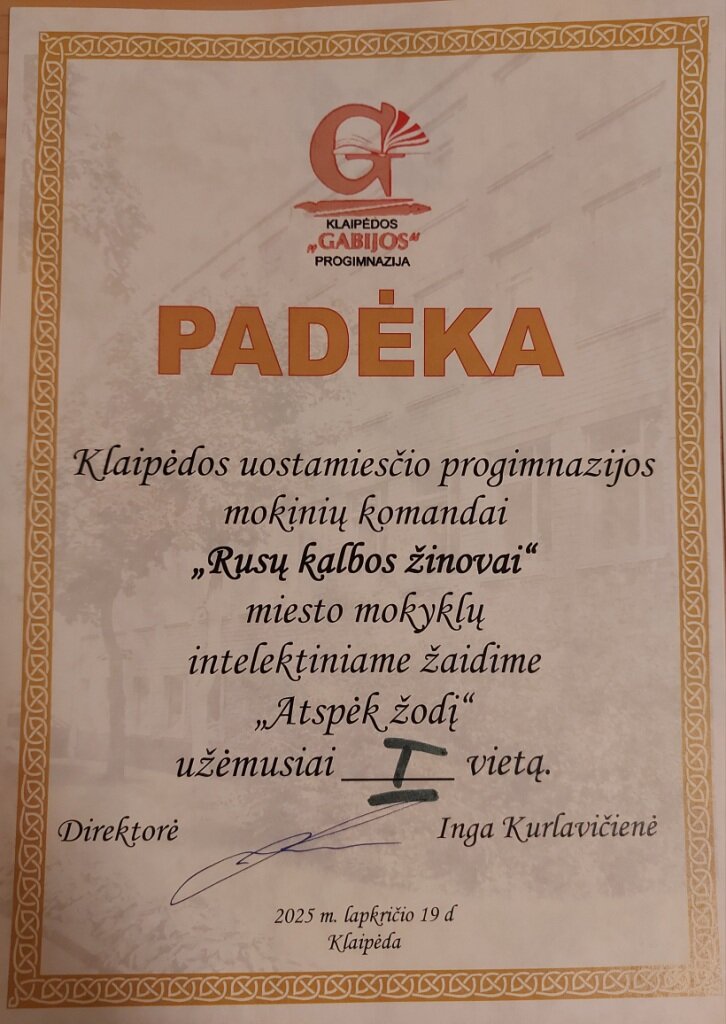 G
KLAIPĖDOS
„GABIJOS“
PROGIMNAZIJA
PADĖKA
Klaipėdos uostamiesčio progimnazijos
mokinių komandai
„Rusų kalbos žinovai“
miesto mokyklų
intelektiniame žaidime
„Atspėk žodį“
užėmusiai I vietą.
Direktorė Inga Kurlavičienė
2025 m. lapkričio 19 d
Klaipėda